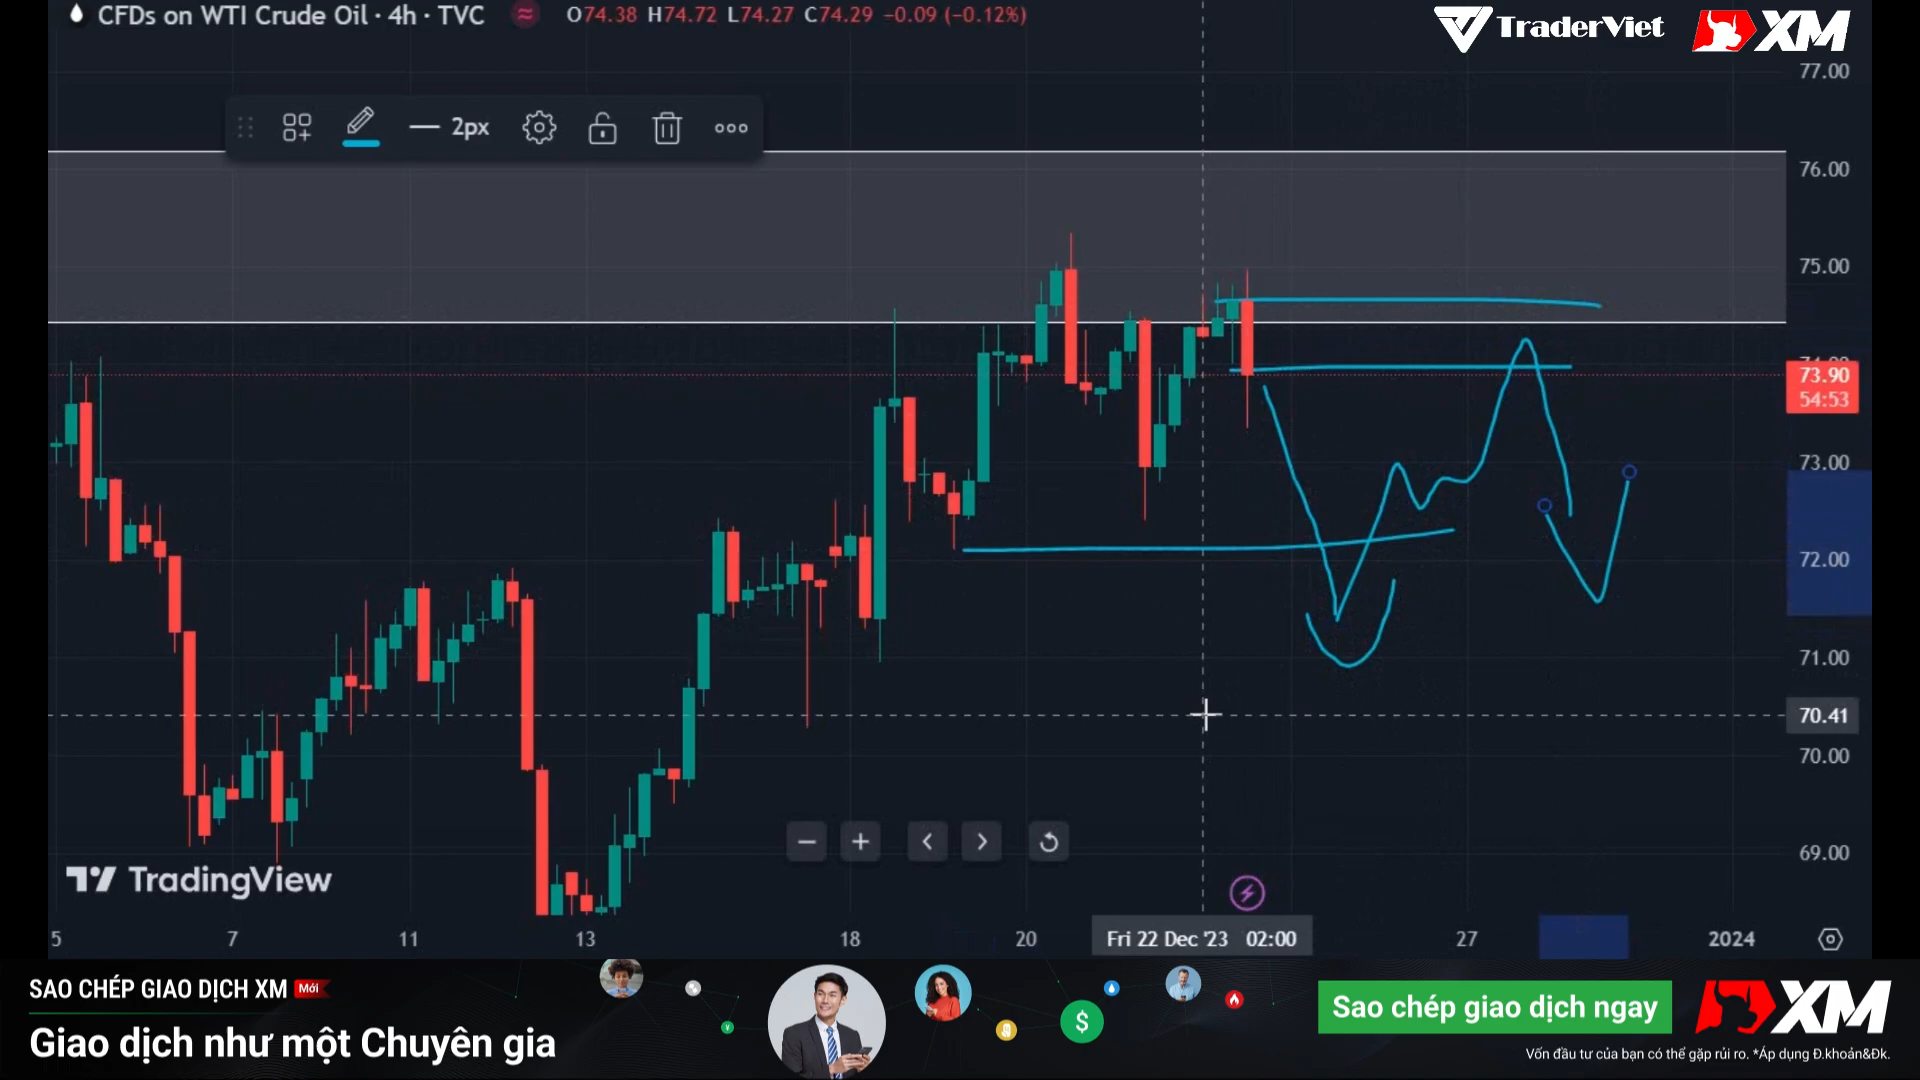 CFDs on WTI Crude Oil · 4h · TVC
O74.38 H74.72 L74.27 C74.29 −0.09 (−0.12%)
TraderViet
XM
2px
77.00
76.00
75.00
73.90
54:53
73.00
72.00
71.00
70.41
70.00
69.00
TradingView
5
7
11
13
18
20
Fri 22 Dec '23 02:00
27
2024
SAO CHÉP GIAO DỊCH XM Mới
Giao dịch như một Chuyên gia
$
Sao chép giao dịch ngay
XM
Vốn đầu tư của bạn có thể gặp rủi ro. *Áp dụng Đ.khoản&Đk.